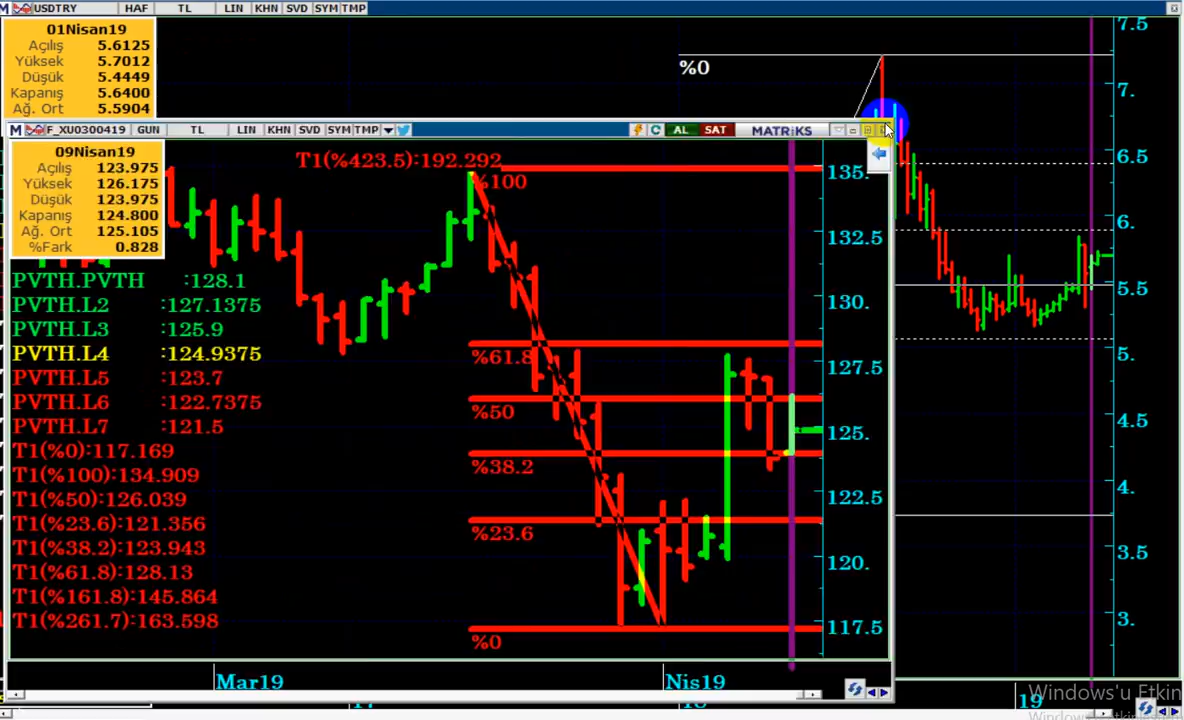 M USDTRY HAF TL LIN KHN SVD SYM TMP
01Nisan19
Açılış 5.6125
Yüksek 5.7012
Düşük 5.4449
Kapanış 5.6400
Ağ. Ort 5.5904
%0
7.5
7.
6.5
6.
5.5
5.
4.5
4.
3.5
3.
M F_XU0300419 GUN TL LIN KHN SVD SYM TMP AL SAT MATRiKS
09Nisan19
Açılış 123.975
Yüksek 126.175
Düşük 123.975
Kapanış 124.800
Ağ. Ort 125.105
%Fark 0.828
T1(%423.5):192.292
%100
%61.8
%50
%38.2
%23.6
%0
PVTH.PVTH :128.1
PVTH.L2 :127.1375
PVTH.L3 :125.9
PVTH.L4 :124.9375
PVTH.L5 :123.7
PVTH.L6 :122.7375
PVTH.L7 :121.5
T1(%0):117.169
T1(%100):134.909
T1(%50):126.039
T1(%23.6):121.356
T1(%38.2):123.943
T1(%61.8):128.13
T1(%161.8):145.864
T1(%261.7):163.598
135.
132.5
130.
127.5
125.
122.5
120.
117.5
Mar19 Nis19
17 18 19
Windows'u Etkin